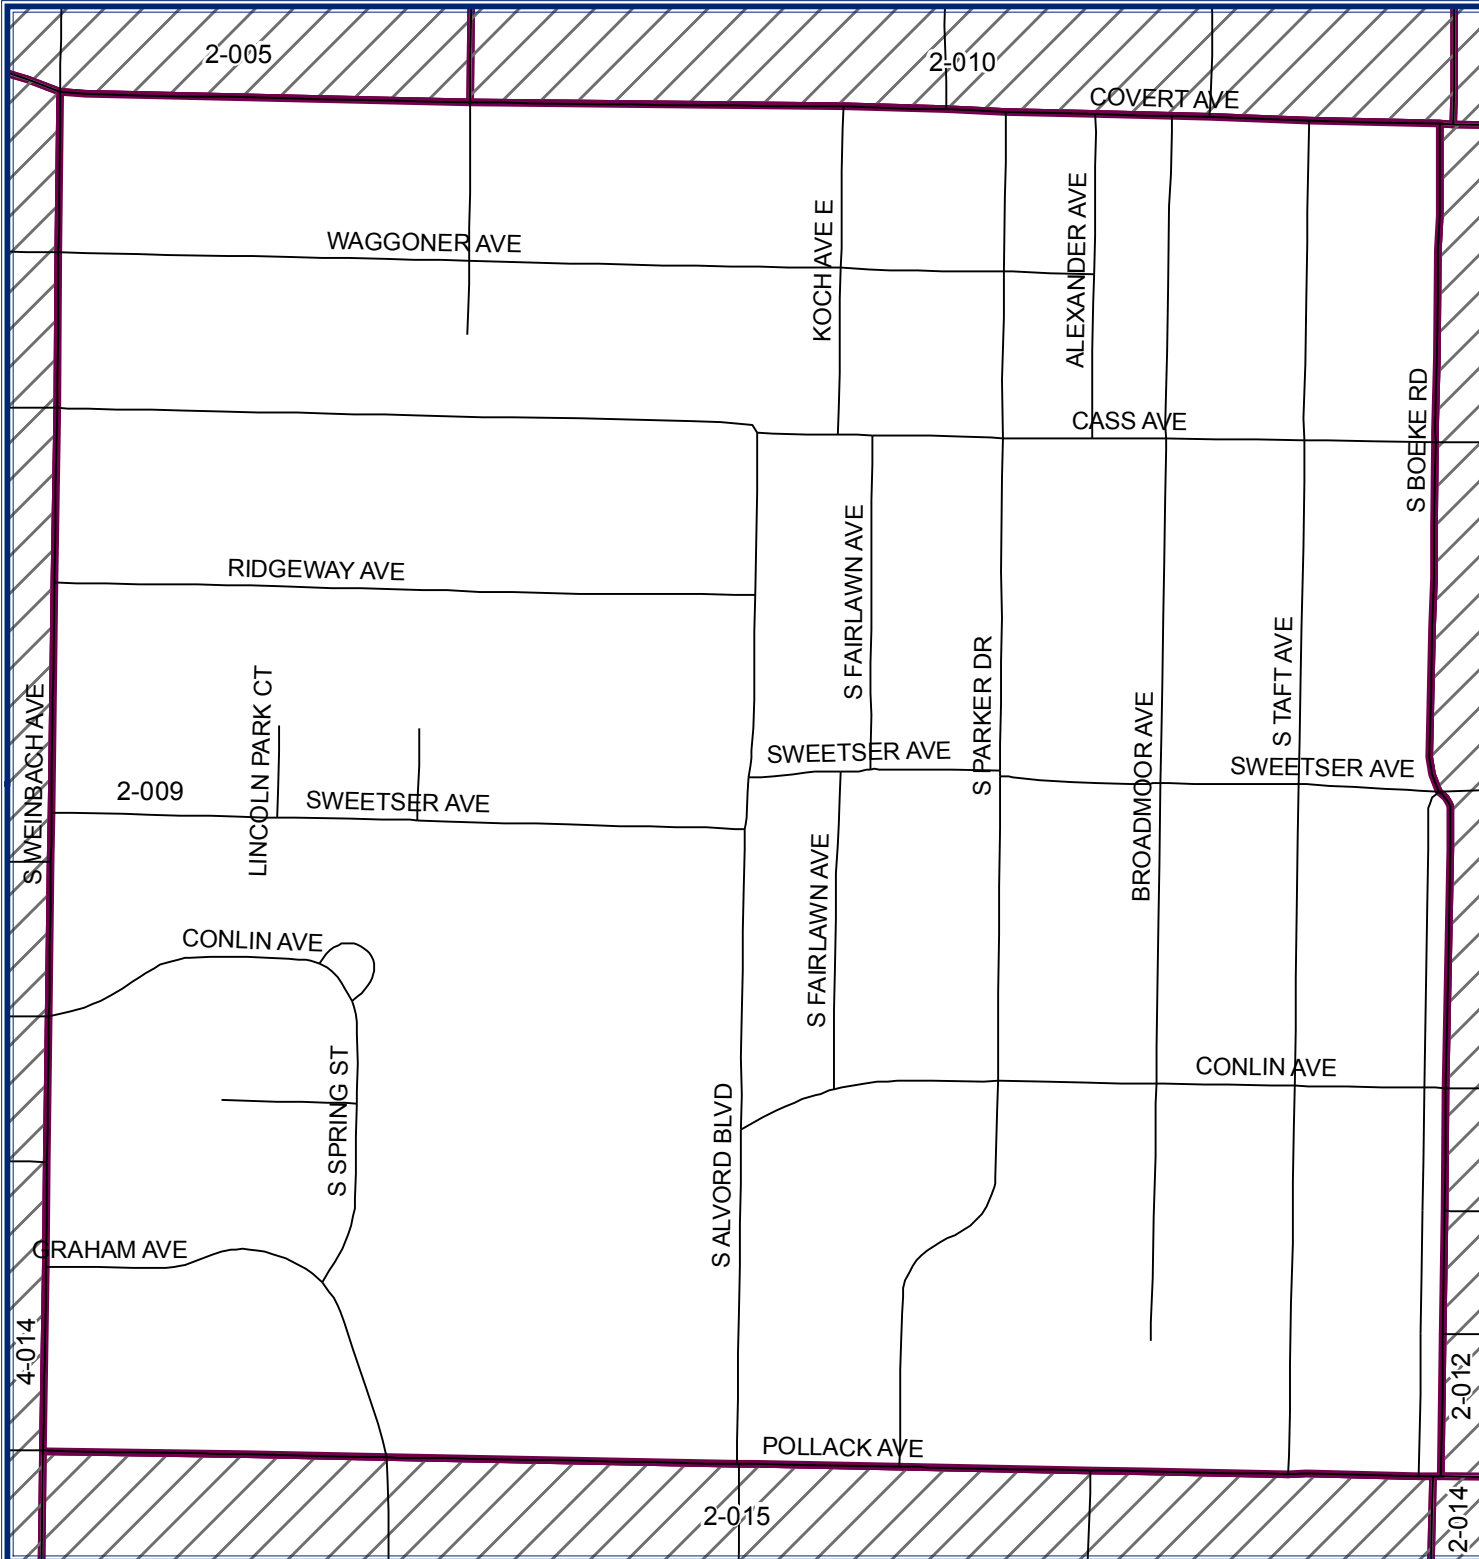 2-005
2-010
COVERT AVE
WAGGONER AVE
KOCH AVE E
ALEXANDER AVE
CASS AVE
S BOEKE RD
RIDGEWAY AVE
S FAIRLAWN AVE
S PARKER DR
S TAFT AVE
S WEINBACH AVE
LINCOLN PARK CT
BROADMOOR AVE
SWEETSER AVE
SWEETSER AVE
2-009
SWEETSER AVE
S FAIRLAWN AVE
CONLIN AVE
S SPRING ST
CONLIN AVE
S ALVORD BLVD
GRAHAM AVE
4-014
2-012
POLLACK AVE
2-015
2-014